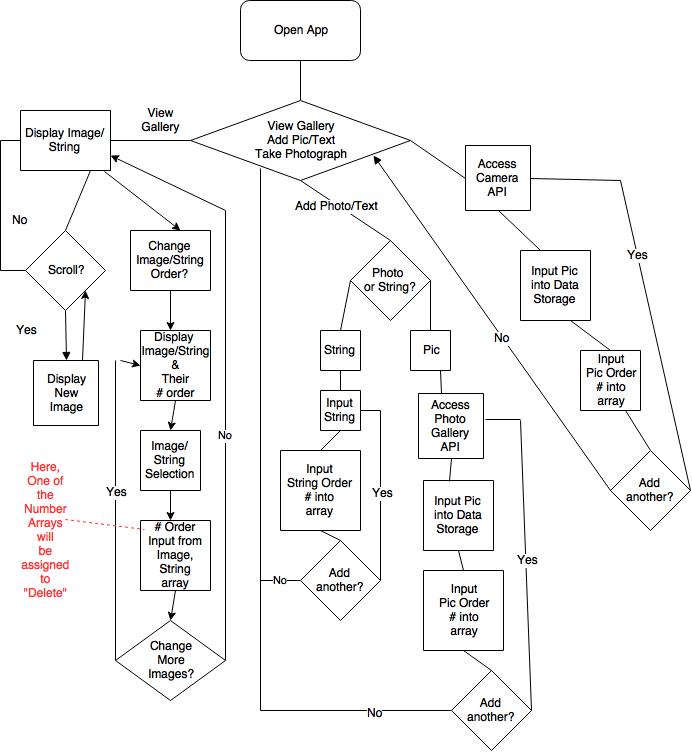 Open App
View Gallery
Add Pic/Text
Take Photograph
View
Gallery
Display Image/
String
Access
Camera
API
No
Add Photo/Text
Change
Image/String
Order?
Scroll?
Photo
or String?
Input Pic
into Data
Storage
Yes
Yes
Display
Image/String
&
Their
# order
String
Pic
No
Display
New
Image
Input
Pic Order
# into
array
Input
String
Access
Photo
Gallery
API
Image/
String
Selection
No
Here,
One of
the
Number
Arrays
will
be
assigned
to
"Delete"
Yes
Input
String Order
# into
array
Yes
Add
another?
Input Pic
into Data
Storage
# Order
Input from
Image,
String
array
Yes
No
Add
another?
Input
Pic Order
# into
array
Change
More
Images?
No
Add
another?